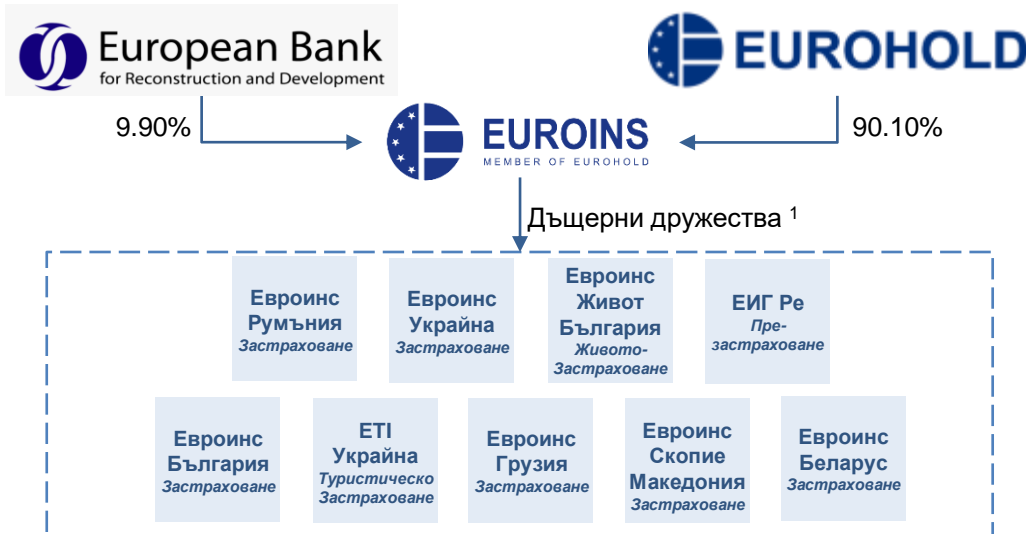 European Bank
for Reconstruction and Development
EUROHOLD
9.90%
EUROINS
MEMBER OF EUROHOLD
90.10%
Дъщерни дружества 1
Евроинс
Румъния
Застраховане
Евроинс
Украйна
Застраховане
Евроинс
Живот
България
Живото-
Застраховане
ЕИГ Ре
Пре-
застраховане
Евроинс
България
Застраховане
ETI
Украйна
Туристическо
Застраховане
Евроинс
Грузия
Застраховане
Евроинс
Скопие
Македония
Застраховане
Евроинс
Беларус
Застраховане